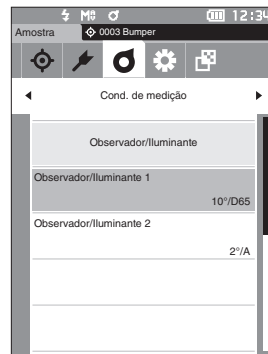 12:34
Amostra 0003 Bumper
Cond. de medição
Observador/Iluminante
Observador/Iluminante 1
10°/D65
Observador/Iluminante 2
2°/A